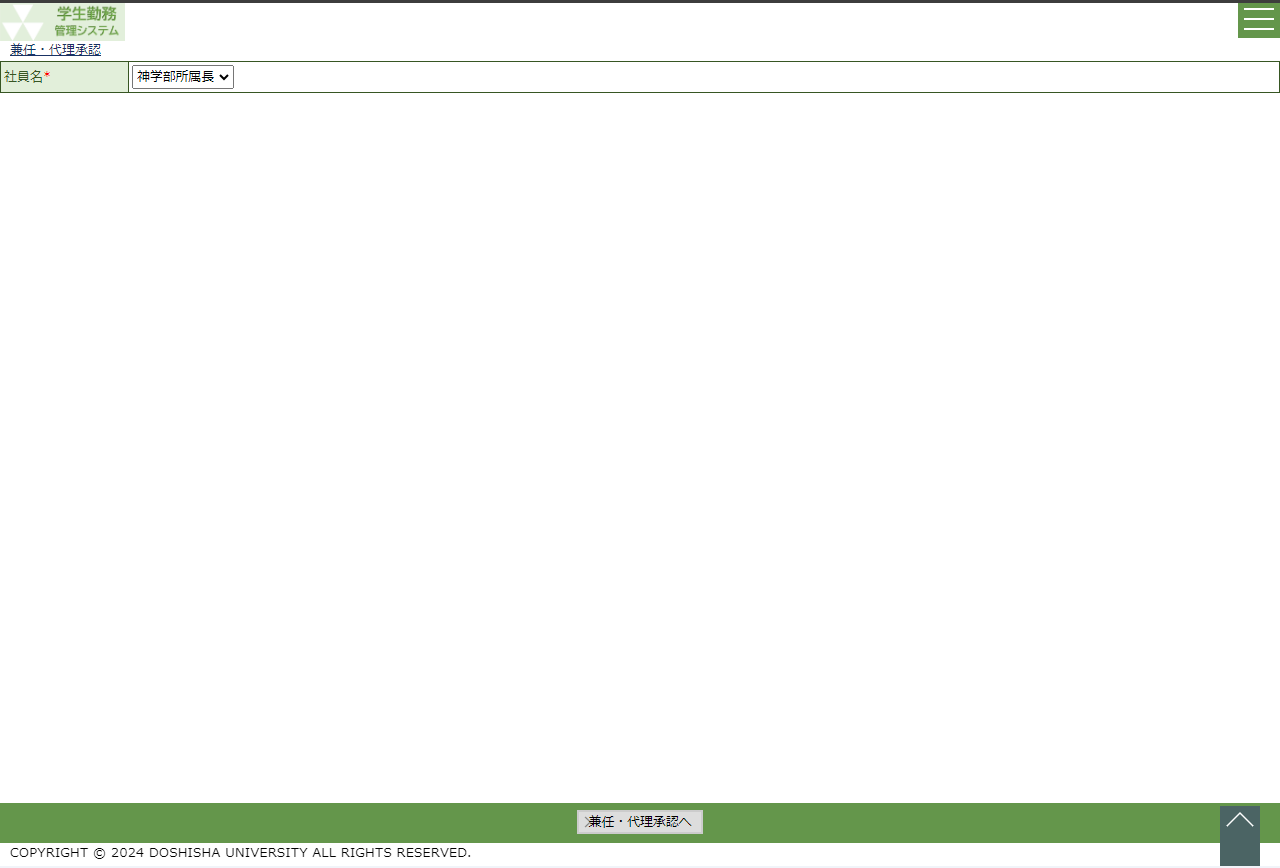 学生勤務
管理システム
兼任・代理承認
社員名*
神学部所属長
兼任・代理承認へ
COPYRIGHT © 2024 DOSHISHA UNIVERSITY ALL RIGHTS RESERVED.